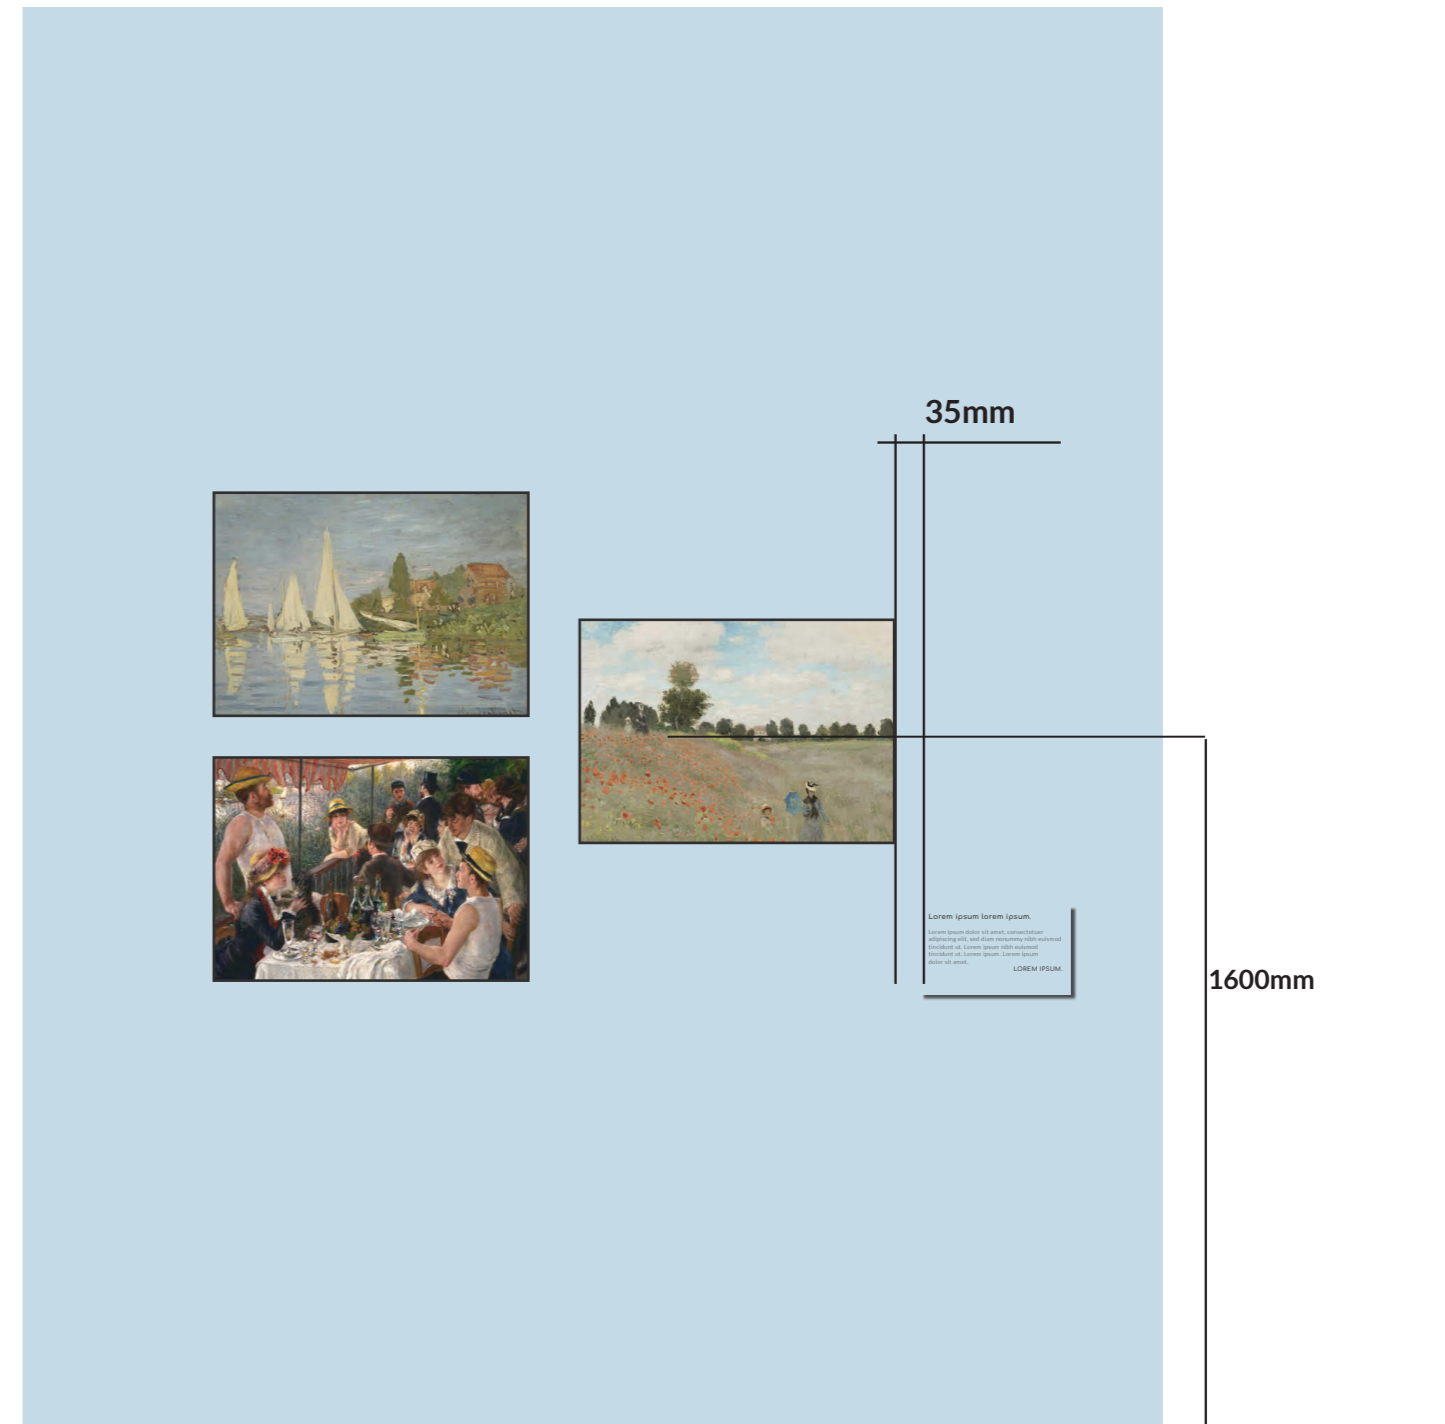 35mm
Lorem ipsum lorem ipsum.
Lorem ipsum dolor sit amet, consectetuer
adipiscing elit, sed diam nonummy nibh euismod
tincidunt ut. Lorem ipsum nibh euismod
tincidunt ut. Lorem ipsum. Lorem ipsum
dolor sit amet.
LOREM IPSUM.
1600mm